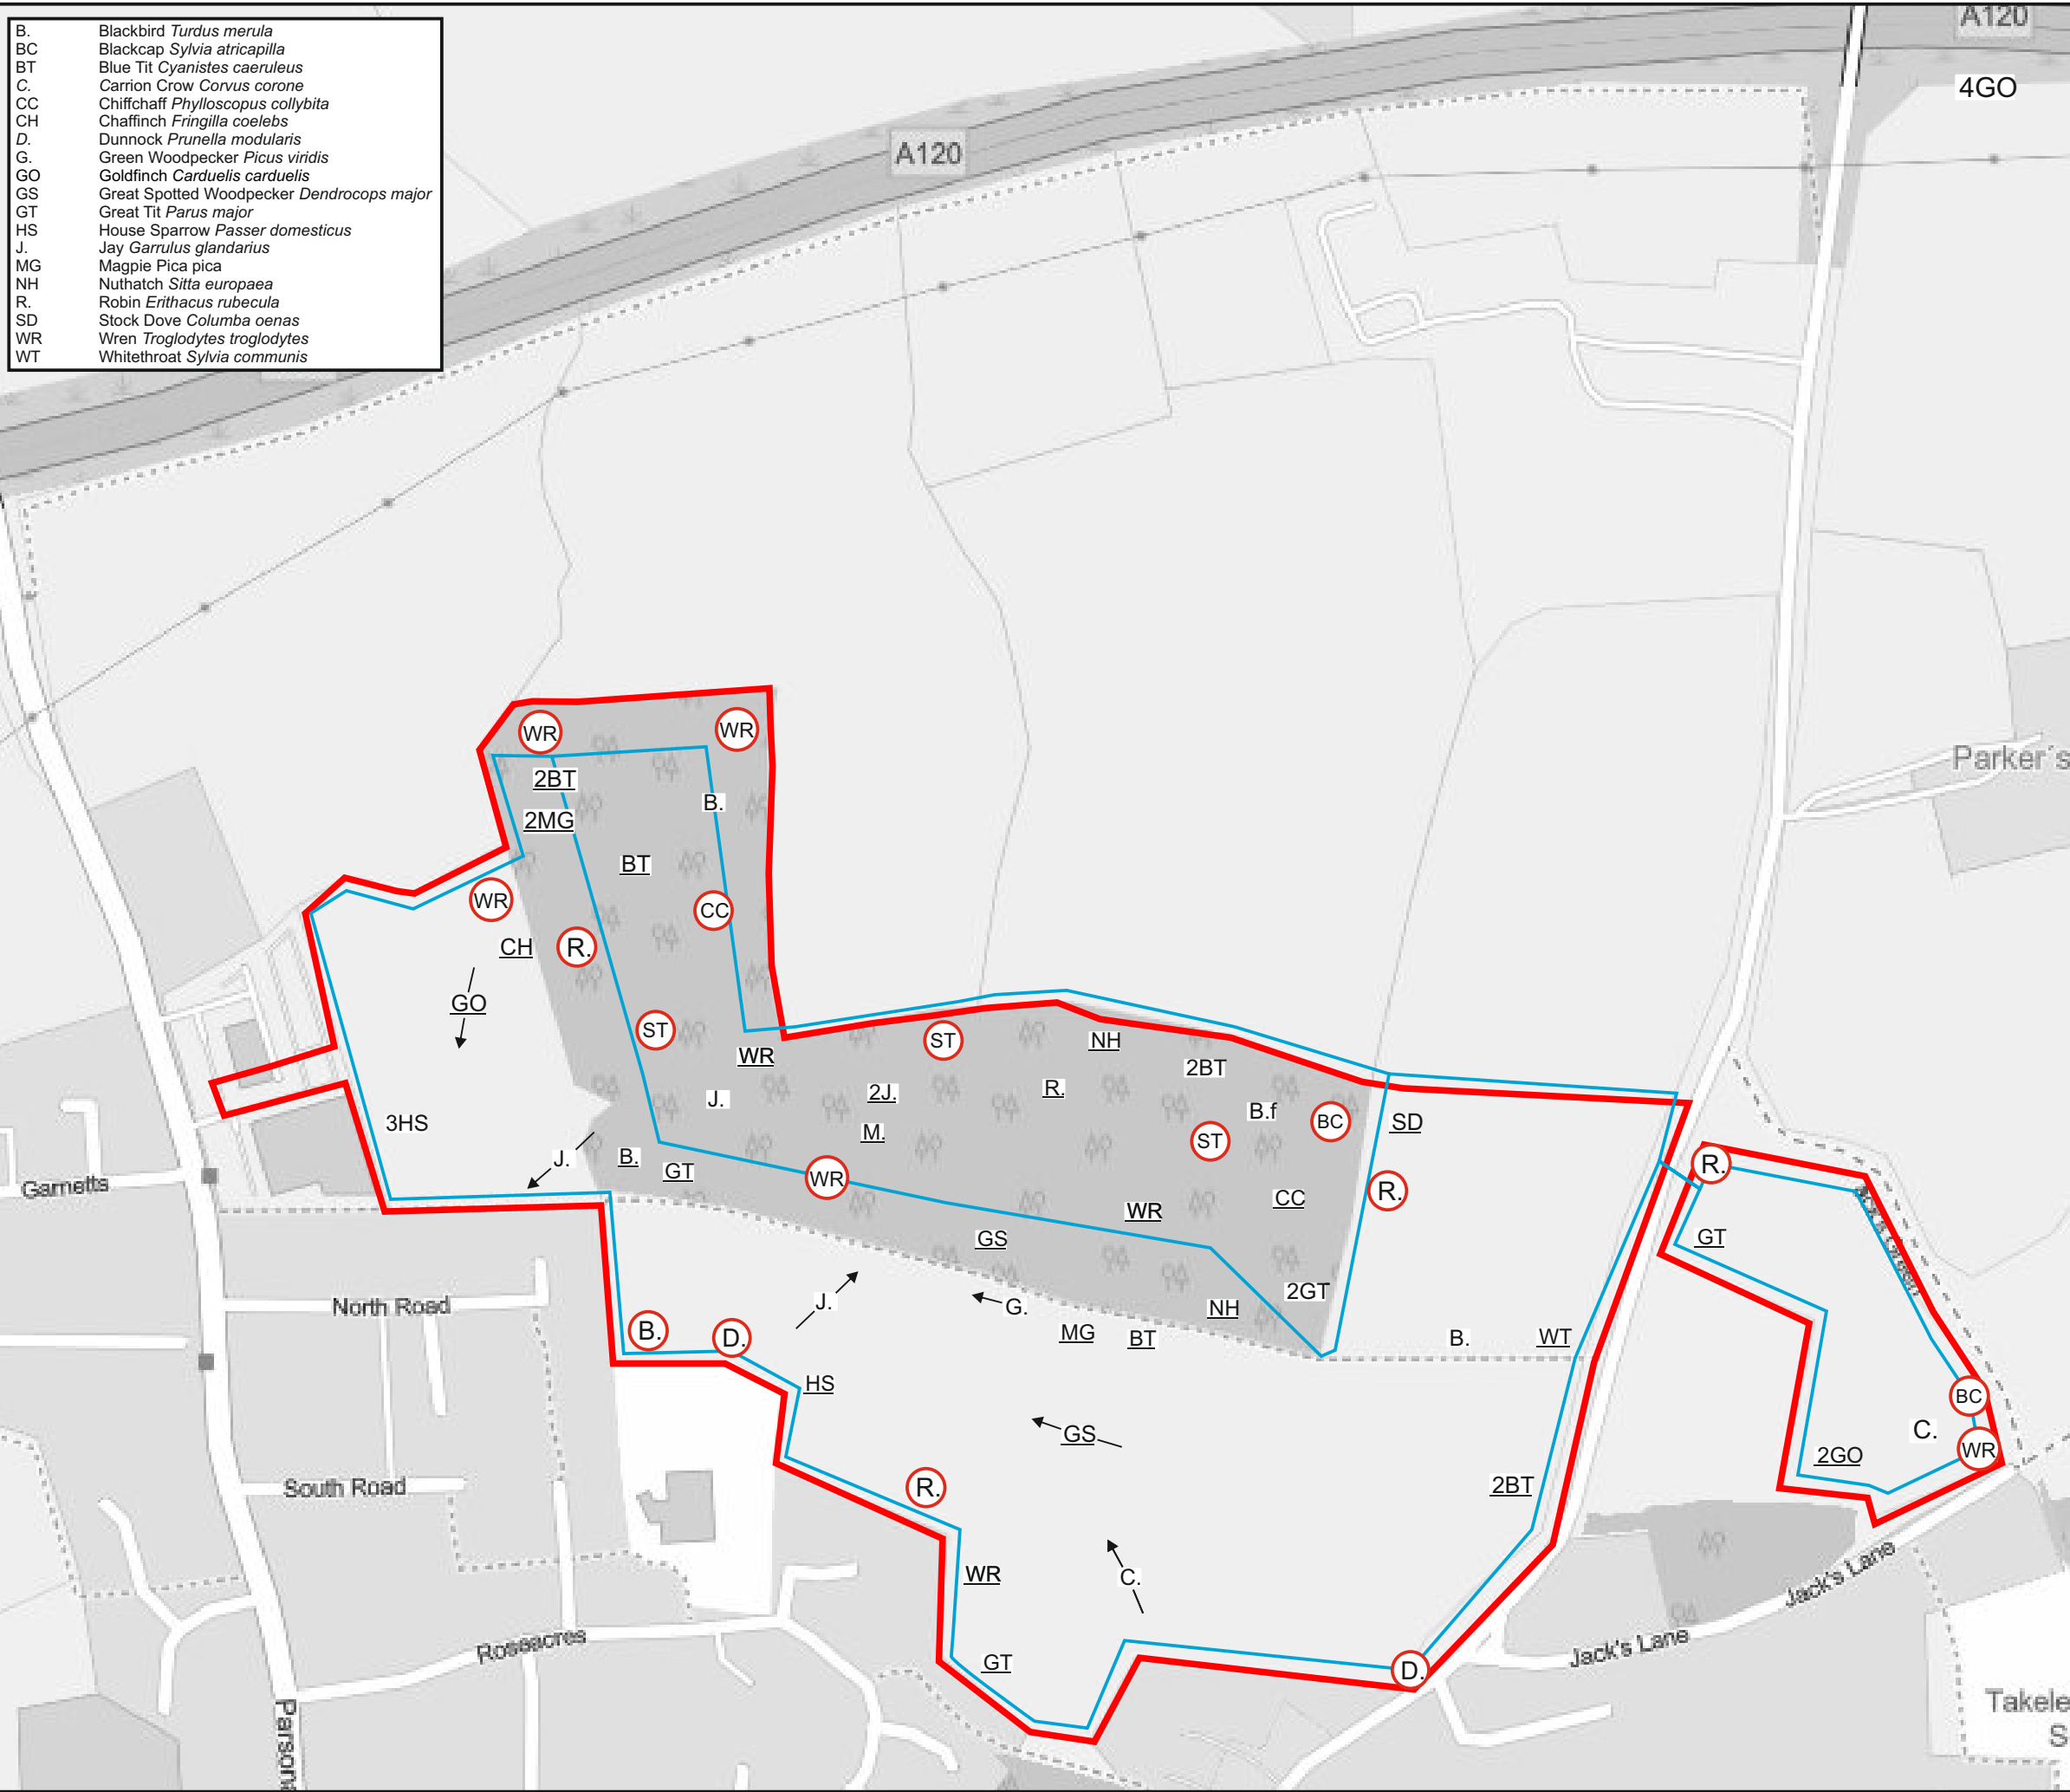 B. Blackbird Turdus merula
BC Blackcap Sylvia atricapilla
BT Blue Tit Cyanistes caeruleus
C. Carrion Crow Corvus corone
CC Chiffchaff Phylloscopus collybita
CH Chaffinch Fringilla coelebs
D. Dunnock Prunella modularis
G. Green Woodpecker Picus viridis
GO Goldfinch Carduelis carduelis
GS Great Spotted Woodpecker Dendrocops major
GT Great Tit Parus major
HS House Sparrow Passer domesticus
J. Jay Garrulus glandarius
MG Magpie Pica pica
NH Nuthatch Sitta europaea
R. Robin Erithacus rubecula
SD Stock Dove Columba oenas
WR Wren Troglodytes troglodytes
WT Whitethroat Sylvia communis
A120
4GO
A120
WR
WR
Parker's
2BT
B.
2MG
BT
WR
CC
CH
R.
GO
ST
ST
NH
WR
2BT
2J.
R.
J.
B.f
BC
SD
3HS
M.
ST
B.
J.
GT
WR
R.
R.
CC
Garnetts
WR
GT
GS
2GT
North Road
J.
G.
NH
B.
D.
MG
BT
B.
WT
HS
BC
GS
C.
WR
2GO
South Road
R.
2BT
WR
C.
Jack's Lane
Roseacres
Jack's Lane
GT
D.
Takele
S
Parson